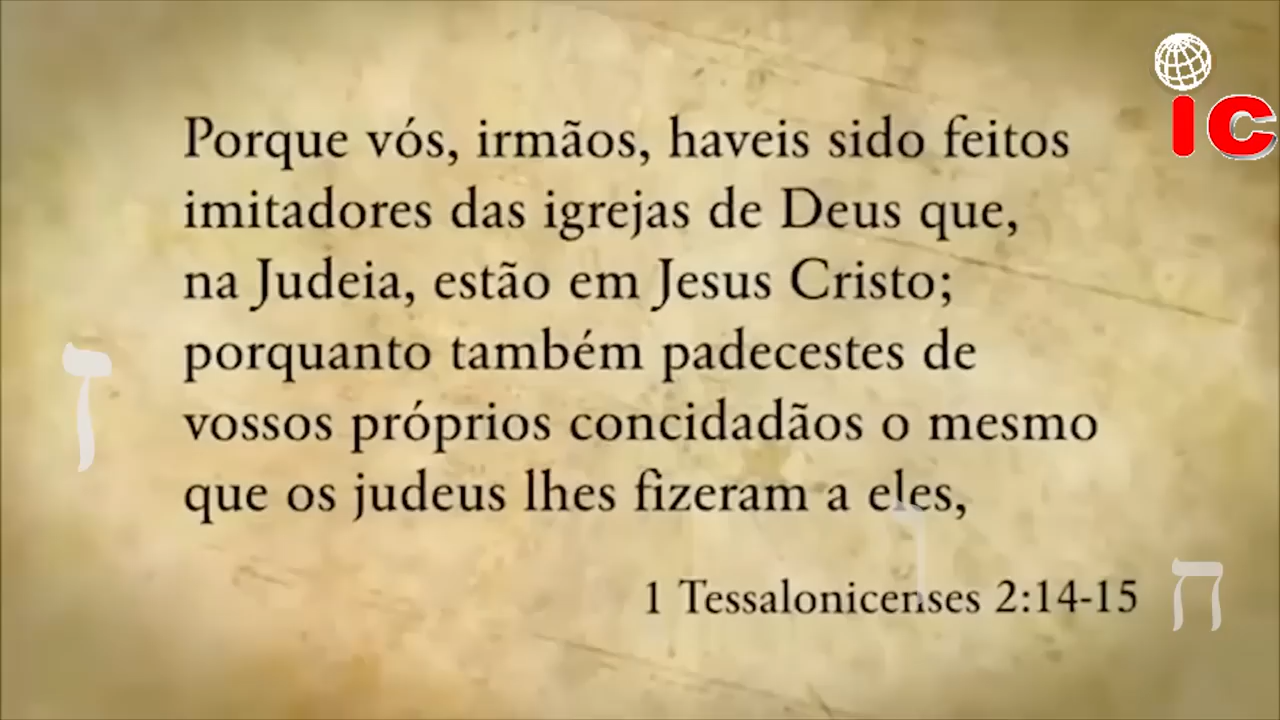 IC
Porque vós, irmãos, haveis sido feitos
imitadores das igrejas de Deus que,
na Judeia, estão em Jesus Cristo;
porquanto também padecestes de
vossos próprios concidadãos o mesmo
que os judeus lhes fizeram a eles,
1 Tessalonicenses 2:14-15
ז
ן
ח